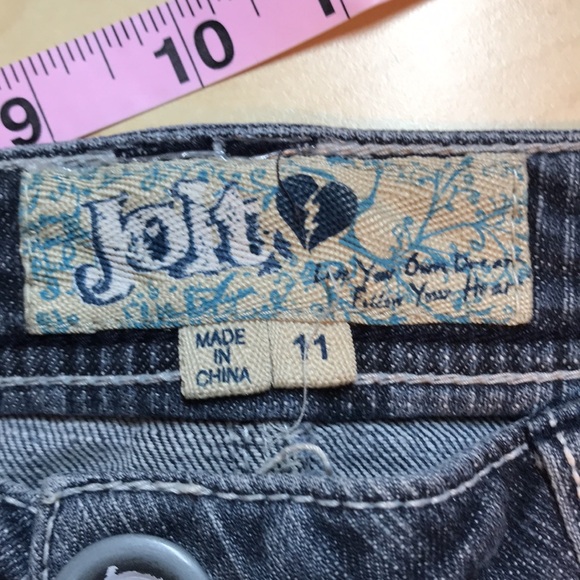 9
10
Jolt
Live Your Own Dream
Follow Your Heart
MADE
IN
CHINA
11